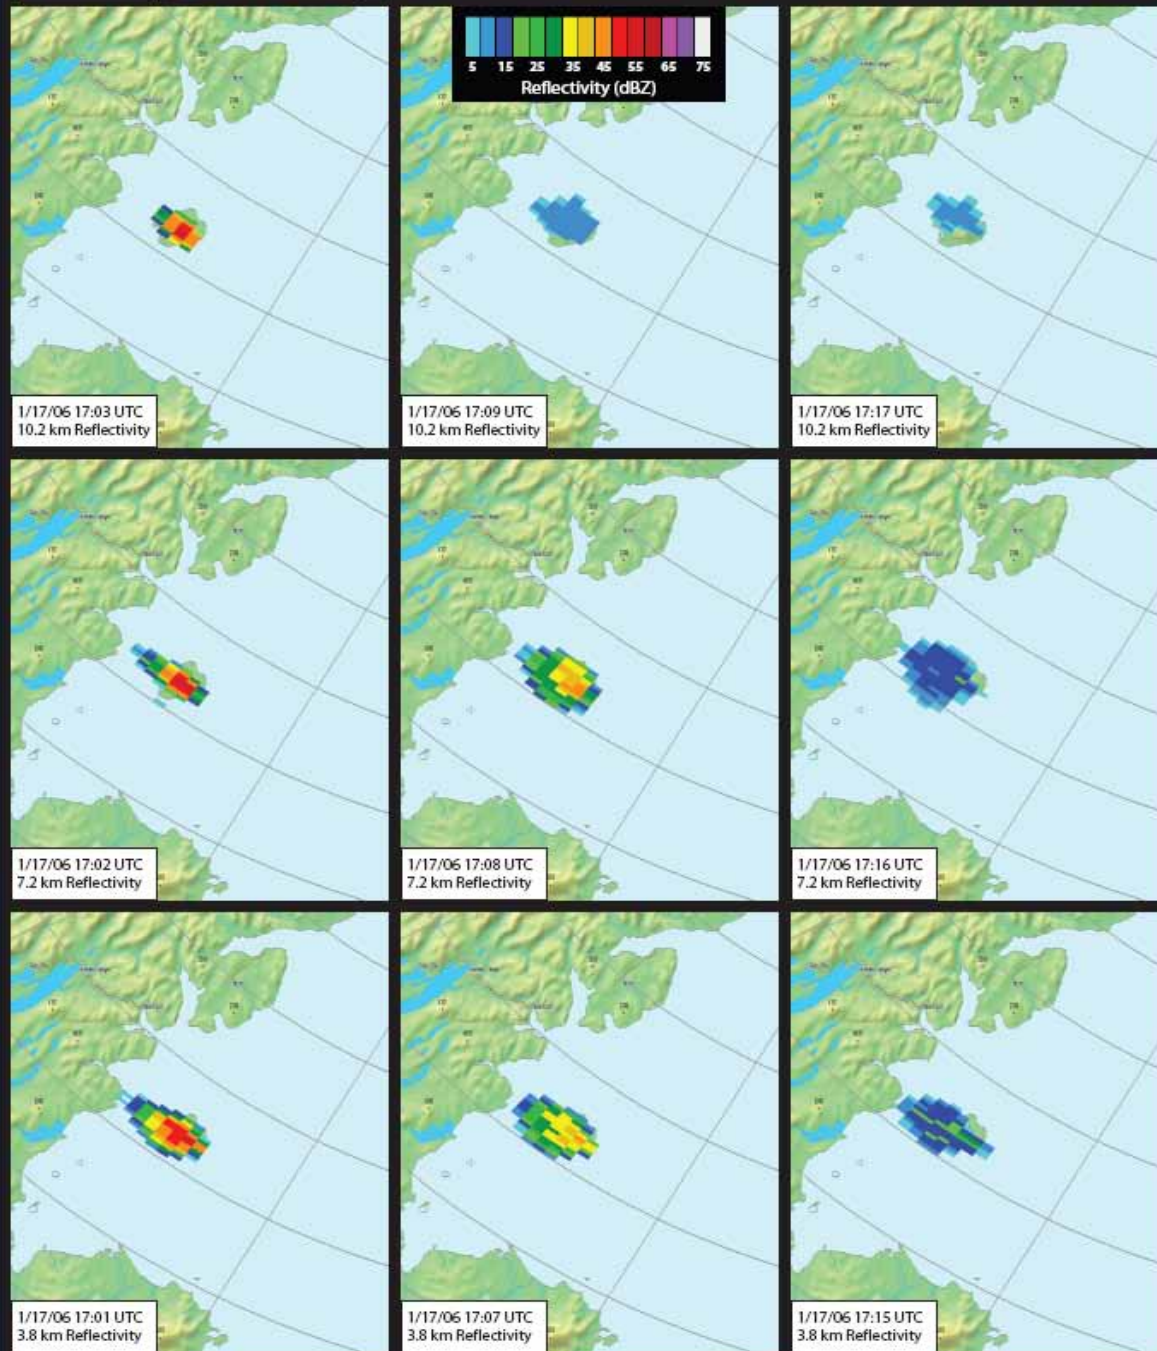 5 15 25 35 45 55 65 75
Reflectivity (dBZ)
1/17/06 17:03 UTC
10.2 km Reflectivity
1/17/06 17:09 UTC
10.2 km Reflectivity
1/17/06 17:17 UTC
10.2 km Reflectivity
1/17/06 17:02 UTC
7.2 km Reflectivity
1/17/06 17:08 UTC
7.2 km Reflectivity
1/17/06 17:16 UTC
7.2 km Reflectivity
1/17/06 17:01 UTC
3.8 km Reflectivity
1/17/06 17:07 UTC
3.8 km Reflectivity
1/17/06 17:15 UTC
3.8 km Reflectivity